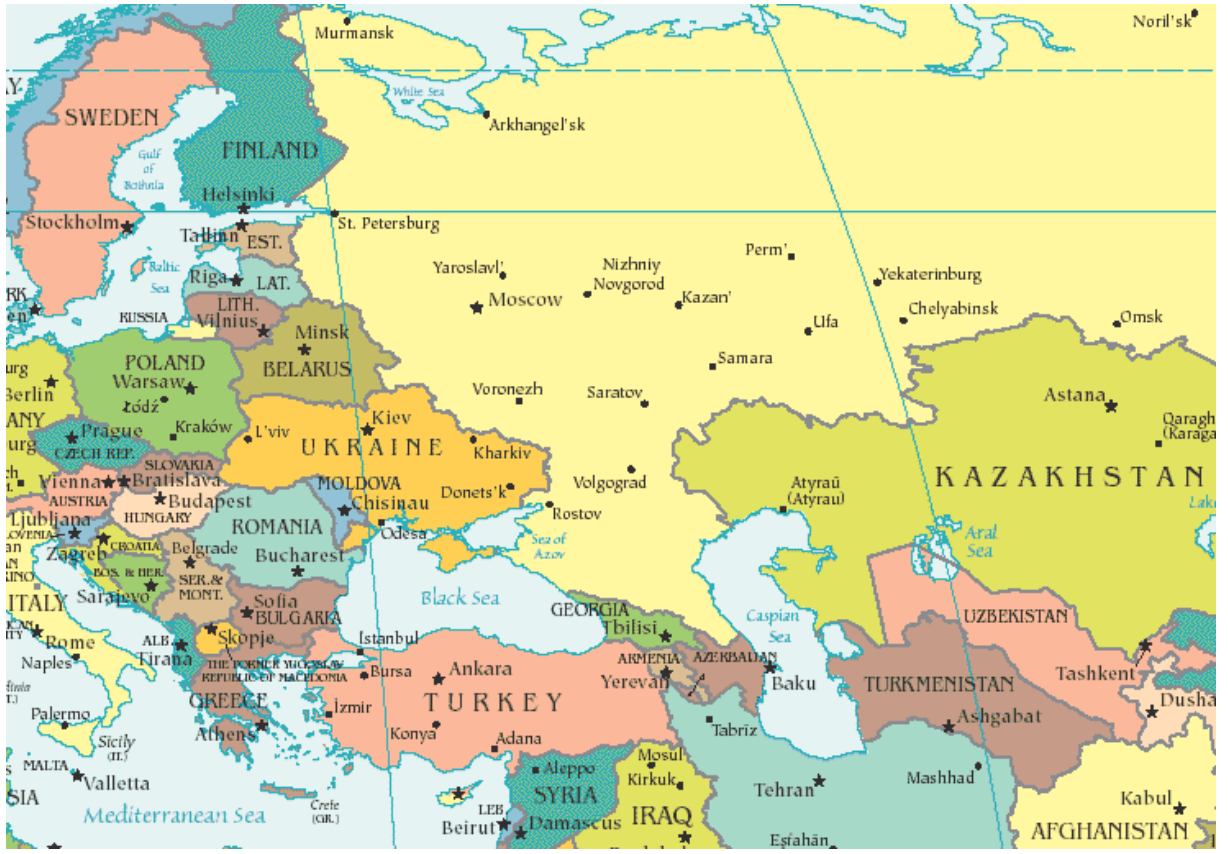 Murmansk
Noril'sk
White Sea
SWEDEN
Arkhangel'sk
FINLAND
Gulf
of
Bothnia
Helsinki
Stockholm
St. Petersburg
Tallinn
EST.
Perm'
Baltic
Sea
Yaroslavl'
Nizhniy
Novgorod
Yekaterinburg
Riga
LAT.
Moscow
Kazan'
Chelyabinsk
LITH.
RUSSIA
Vilnius
Minsk
Ufa
Omsk
POLAND
BELARUS
Samara
Warsaw
Berlin
Łódź
Voronezh
Saratov
Astana
Kiev
Prague
Kraków
L'viv
UKRAINE
Kharkiv
Qaragh
(Karaga
CZECH REP.
SLOVAKIA
KAZAKHSTAN
Vienna
Bratislava
MOLDOVA
Volgograd
Atyraū
(Atyrau)
AUSTRIA
Budapest
Chisinau
Donets'k
HUNGARY
Rostov
Ljubljana
ROMANIA
Odesa
Sea of
Azov
Aral
Sea
Zagreb
CROATIA
Belgrade
Bucharest
BOS. & HER.
SER.&
MONT.
Sarajevo
Black Sea
Sofia
BULGARIA
GEORGIA
Tbilisi
Caspian
Sea
UZBEKISTAN
ITALY
Rome
ALB.
Tirana
Skopje
Istanbul
Naples
THE FORMER YUGOSLAV
REPUBLIC OF MACEDONIA
Bursa
Ankara
ARMENIA
Yerevan
AZERBAIJAN
Baku
TURKMENISTAN
Tashkent
GREECE
TURKEY
Dusha
Palermo
Athens
İzmir
Konya
Tabrīz
Ashgabat
Sicily
(IT.)
Adana
MALTA
Valletta
Aleppo
Mosul
Kirkuk
Tehran
Mashhad
SYRIA
Kabul
Mediterranean Sea
Crete
(GR.)
LEB
Beirut
Damascus
IRAQ
Eşfahān
AFGHANISTAN